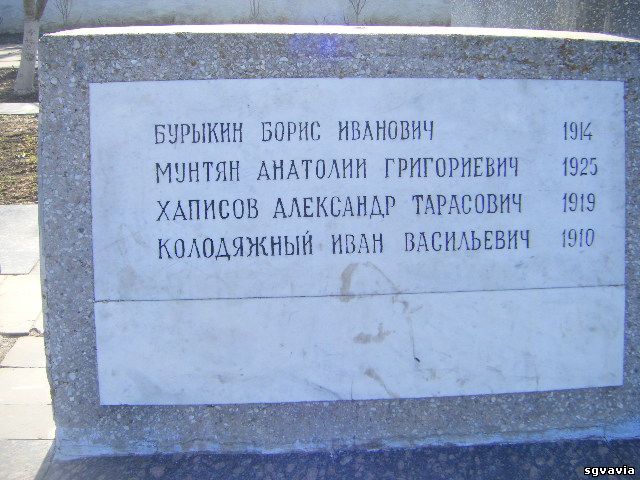 БУРЫКИН БОРИС ИВАНОВИЧ 1914
МУНТЯН АНАТОЛИИ ГРИГОРИЕВИЧ 1925
ХАПИСОВ АЛЕКСАНДР ТАРАСОВИЧ 1919
КОЛОДЯЖНЫЙ ИВАН ВАСИЛЬЕВИЧ 1910
sgvavia